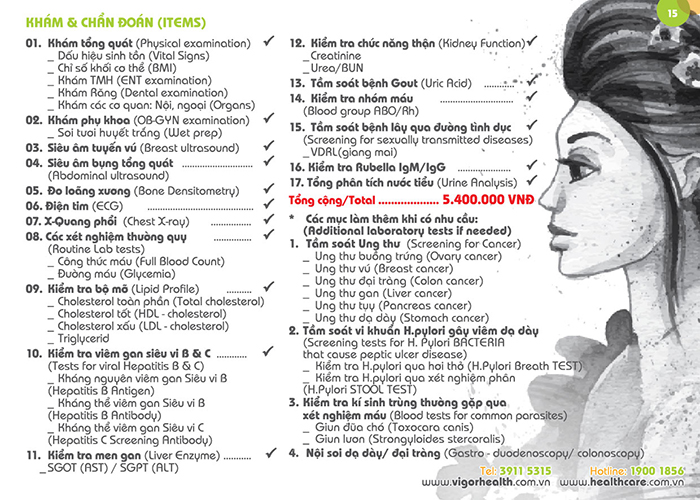 KHÁM & CHẨN ĐOÁN (ITEMS)
15
01. Khám tổng quát (Physical examination) ✓
_ Dấu hiệu sinh tồn (Vital Signs)
_ Chỉ số khối cơ thể (BMI)
_ Khám TMH (ENT examination)
_ Khám Răng (Dental examination)
_ Khám các cơ quan: Nội, ngoại (Organs)
02. Khám phụ khoa (OB-GYN examination) ✓
_ Soi tươi huyết trắng (Wet prep)
03. Siêu âm tuyến vú (Breast ultrasound) ✓
04. Siêu âm bụng tổng quát ............................ ✓
(Abdominal ultrasound)
05. Đo loãng xương (Bone Densitometry) ✓
06. Điện tim (ECG) ............................ ✓
07. X-Quang phổi (Chest X-ray) ................ ✓
08. Các xét nghiệm thường quy ............... ✓
(Routine Lab tests)
_ Công thức máu (Full Blood Count)
_ Đường máu (Glycemia)
09. Kiểm tra bộ mỡ (Lipid Profile) .......... ✓
_ Cholesterol toàn phần (Total cholesterol)
_ Cholesterol tốt (HDL - cholesterol)
_ Cholesterol xấu (LDL - cholesterol)
_ Triglycerid
10. Kiểm tra viêm gan siêu vi B & C ............ ✓
(Tests for viral Hepatitis B & C)
_ Kháng nguyên viêm gan Siêu vi B
(Hepatitis B Antigen)
_ Kháng thể viêm gan Siêu vi B
(Hepatitis B Antibody)
_ Kháng thể viêm gan Siêu vi C
(Hepatitis C Screening Antibody)
11. Kiểm tra men gan (Liver Enzyme) ........... ✓
_ SGOT (AST) / SGPT (ALT)
12. Kiểm tra chức năng thận (Kidney Function) ✓
_ Creatinine
_ Urea/BUN
13. Tầm soát bệnh Gout (Uric Acid) ............ ✓
14. Kiểm tra nhóm máu ............................ ✓
(Blood group ABO/Rh)
15. Tầm soát bệnh lây qua đường tình dục ✓
(Screening for sexually transmitted diseases)
_ VDRL(giang mai)
16. Kiểm tra Rubella IgM/IgG ................ ✓
17. Tổng phân tích nước tiểu (Urine Analysis) ✓
Tổng cộng/Total ................... 5.400.000 VNĐ
* Các mục làm thêm khi có nhu cầu:
(Additional laboratory tests if needed)
1. Tầm soát Ung thư (Screening for Cancer)
_ Ung thư buồng trứng (Ovary cancer)
_ Ung thư vú (Breast cancer)
_ Ung thư đại tràng (Colon cancer)
_ Ung thư gan (Liver cancer)
_ Ung thư tụy (Pancreas cancer)
_ Ung thư dạ dày (Stomach cancer)
2. Tầm soát vi khuẩn H.pylori gây viêm dạ dày
(Screening tests for H. Pylori BACTERIA
that cause peptic ulcer disease)
_ Kiểm tra H.pylori qua hơi thở (H.Pylori Breath TEST)
_ Kiểm tra H.pylori qua xét nghiệm phân
(H.Pylori STOOL TEST)
3. Kiểm tra kí sinh trùng thường gặp qua
xét nghiệm máu (Blood tests for common parasites)
_ Giun đũa chó (Toxocara canis)
_ Giun lươn (Strongyloides stercoralis)
4. Nội soi dạ dày/ đại tràng (Gastro - duodenoscopy/ colonoscopy)
Tel: 3911 5315 Hotline: 1900 1856
www.vigorhealth.com.vn www.healthcare.com.vn